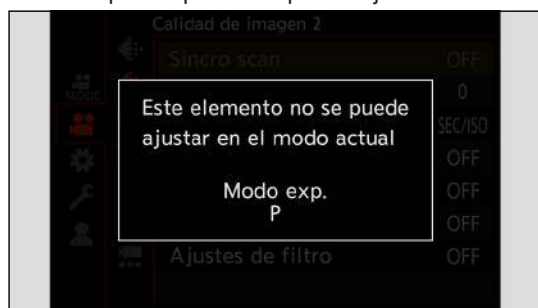 Calidad de imagen 2
Sincro scan OFF
MODE
0
SEC/ISO
Este elemento no se puede
ajustar en el modo actual
Modo exp.
P
OFF
OFF
OFF
Ajustes de filtro OFF